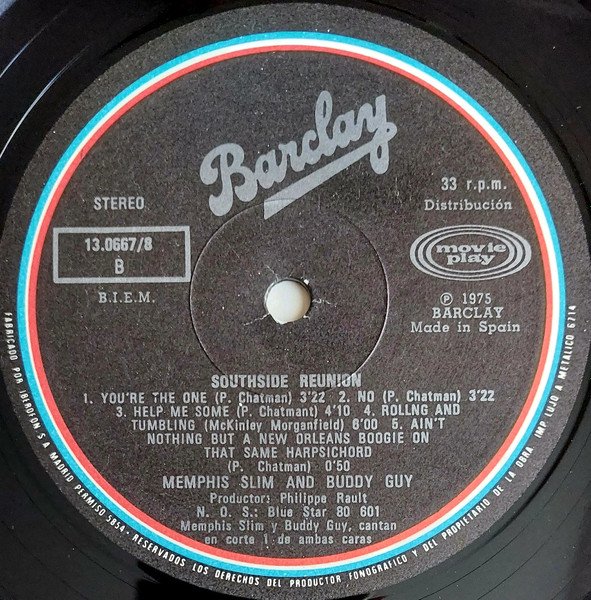 Barclay
STEREO
33 r.p.m.
Distribución
13.0667/8
B
movie
play
B.I.E.M.
℗ 1975
BARCLAY
Made in Spain
SOUTHSIDE REUNION
1. YOU'RE THE ONE (P. Chatman) 3'22 2. NO (P. Chatman) 3'22
3. HELP ME SOME (P. Chatmant) 4'10 4. ROLLNG AND
TUMBLING (McKinley Morganfield) 6'00 5. AIN'T
NOTHING BUT A NEW ORLEANS BOOGIE ON
THAT SAME HARPSICHORD
(P. Chatman) 0'50
MEMPHIS SLIM AND BUDDY GUY
Productor: Philippe Rault
N. O. S.: Blue Star 80 601
Memphis Slim y Buddy Guy, cantan
en corte 1 de ambas caras
FABRICADO POR IBEROFON S A MADRID PERMISO 5854 - RESERVADOS LOS DERECHOS DEL PRODUCTOR FONOGRAFICO Y DEL PROPIETARIO DE LA OBRA IMP. LUJO A METALICO 6714